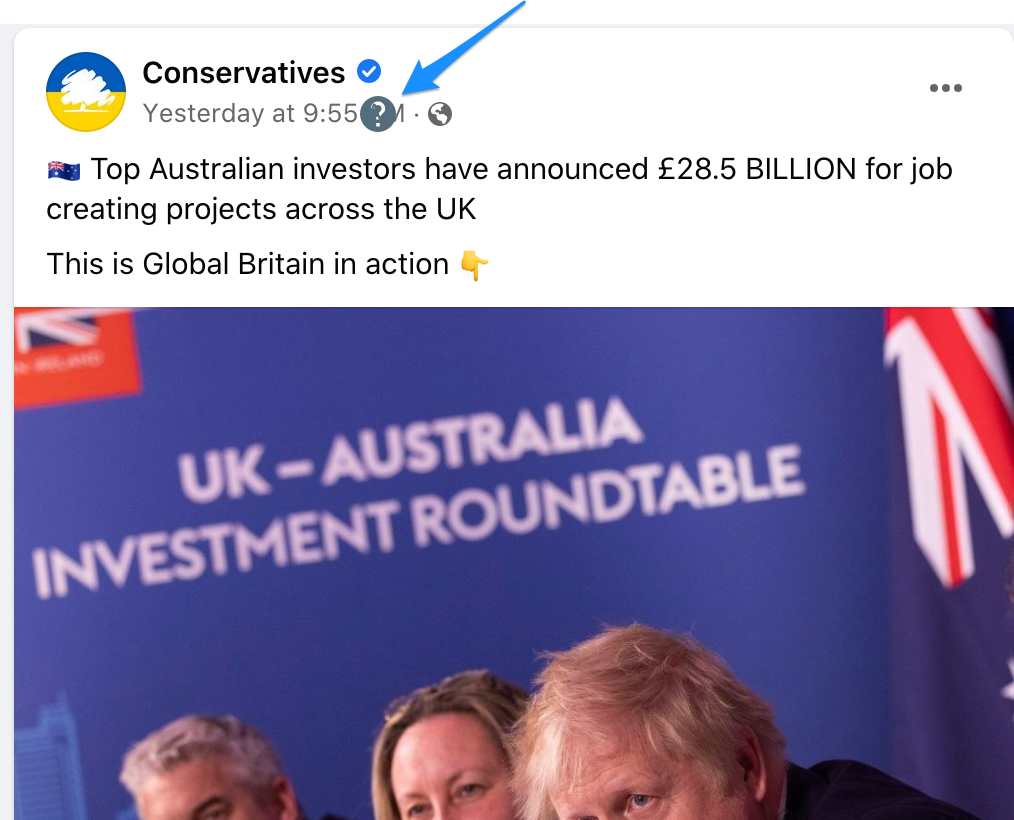 Conservatives
Yesterday at 9:55 M ·
Top Australian investors have announced £28.5 BILLION for job
creating projects across the UK
This is Global Britain in action
UK – AUSTRALIA
INVESTMENT ROUNDTABLE